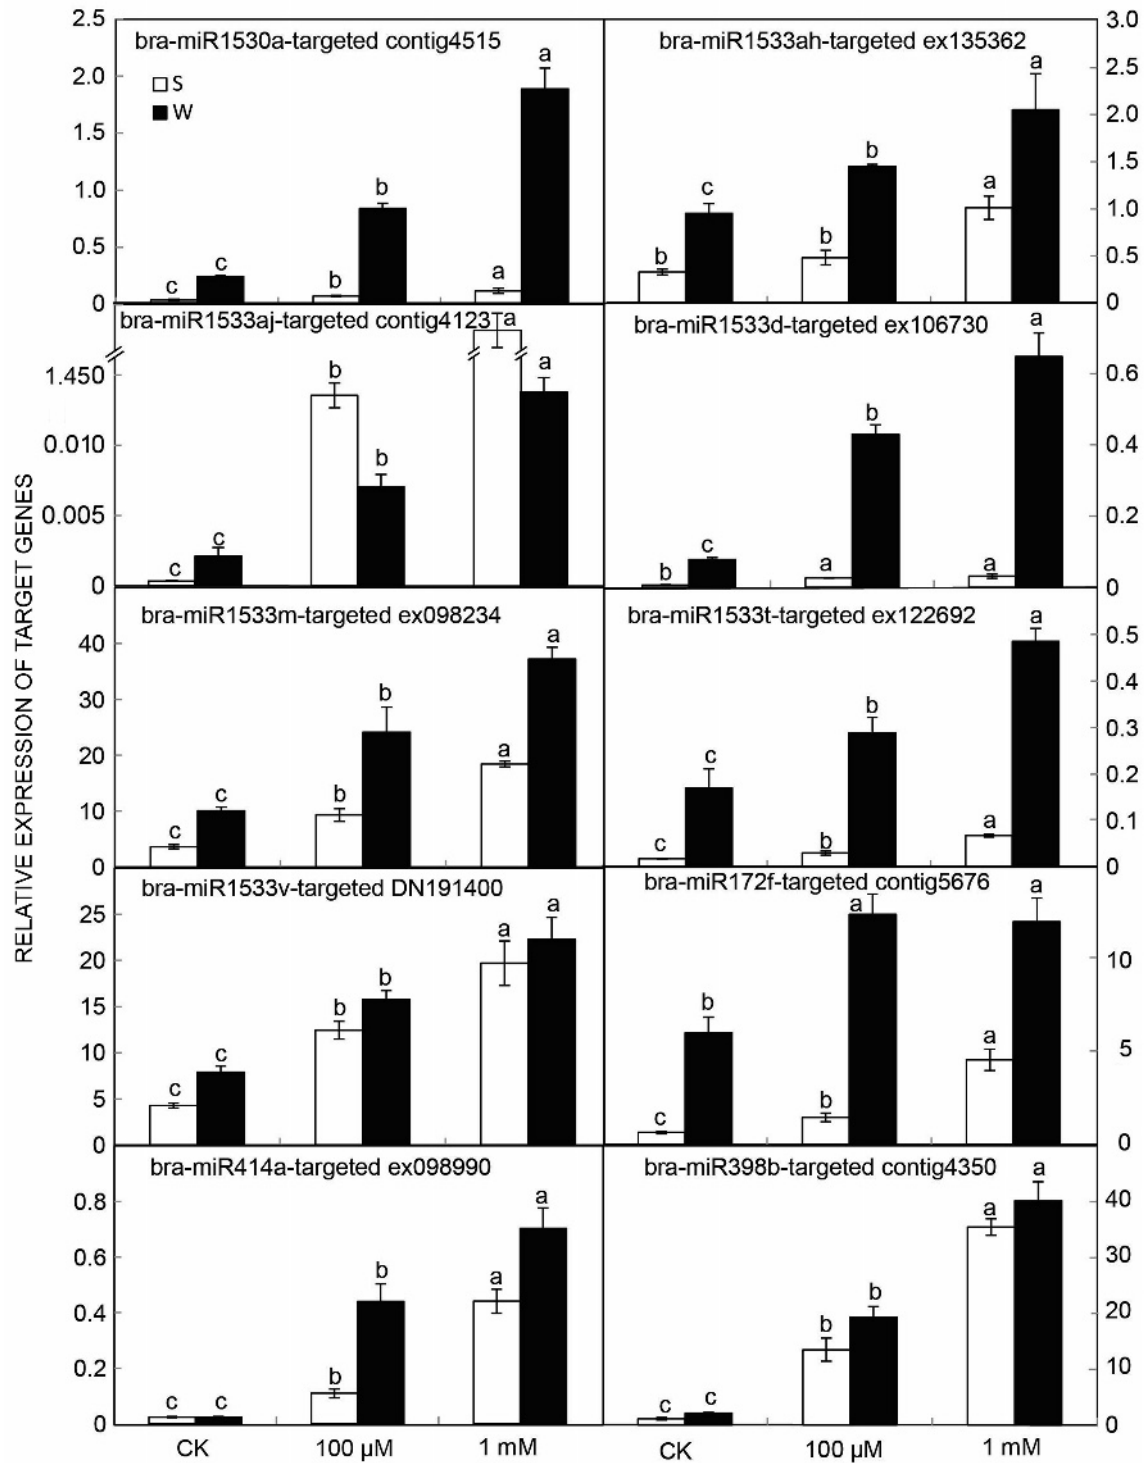 RELATIVE EXPRESSION OF TARGET GENES
bra-miR1530a-targeted contig4515
S
W
2.5
2.0
1.5
1.0
0.5
0
c c b b a a
bra-miR1533ah-targeted ex135362
3.0
2.5
2.0
1.5
1.0
0.5
0
b c b b a a
bra-miR1533aj-targeted contig4123
1.450
0.010
0.005
0
c c b b a a
bra-miR1533d-targeted ex106730
0.6
0.4
0.2
0
b c a b a a
bra-miR1533m-targeted ex098234
40
30
20
10
0
c c b b a a
bra-miR1533t-targeted ex122692
0.5
0.4
0.3
0.2
0.1
0
c c b b a a
bra-miR1533v-targeted DN191400
25
20
15
10
5
0
c c b b a a
bra-miR172f-targeted contig5676
10
5
0
c b b a a a
bra-miR414a-targeted ex098990
0.8
0.6
0.4
0.2
0
c c b b a a
CK 100 µM 1 mM
bra-miR398b-targeted contig4350
40
30
20
10
0
c c b b a a
CK 100 µM 1 mM